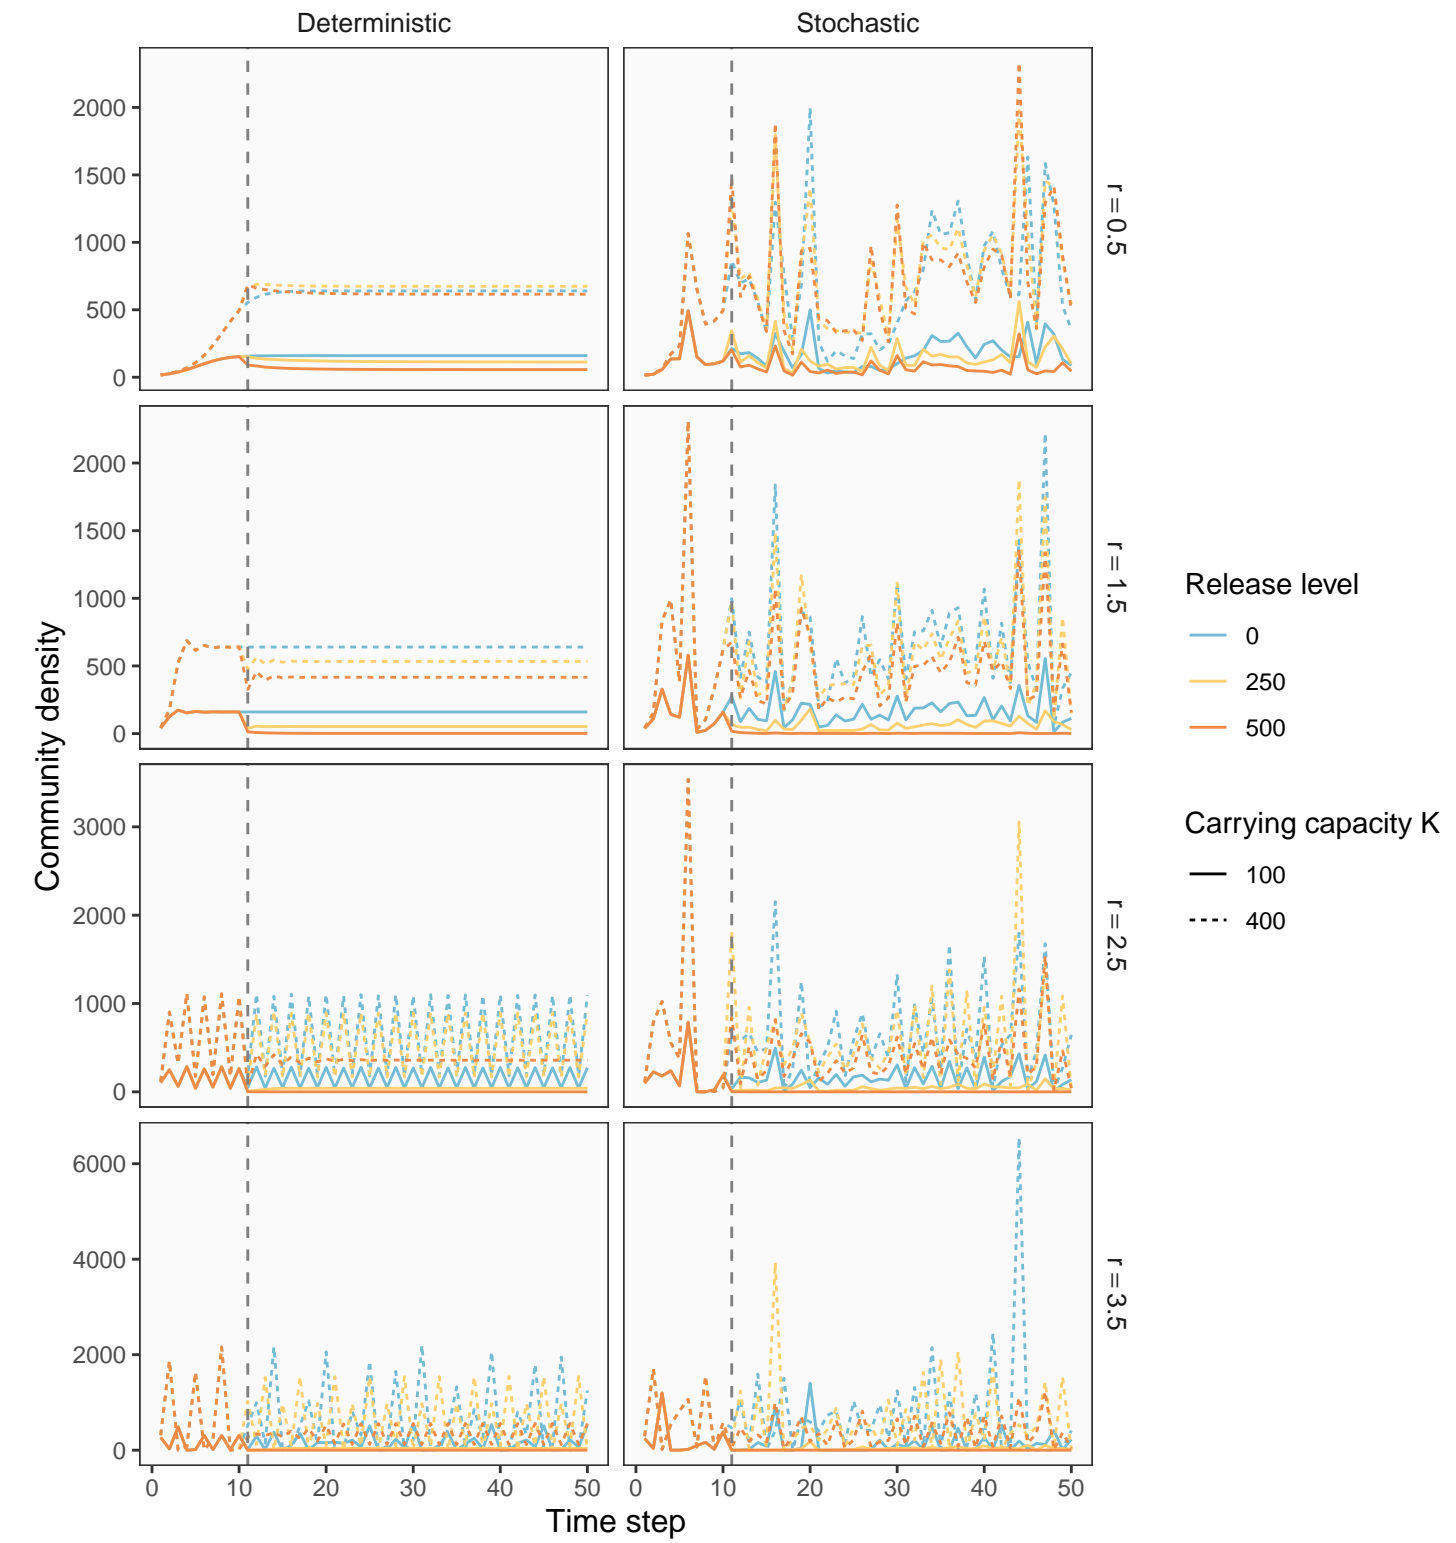 Deterministic
Stochastic
2000
1500
1000
500
0
r = 0.5
2000
1500
1000
500
0
r = 1.5
3000
2000
1000
0
r = 2.5
6000
4000
2000
0
r = 3.5
0 10 20 30 40 50
0 10 20 30 40 50
Time step
Community density
Release level
0
250
500
Carrying capacity K
100
400